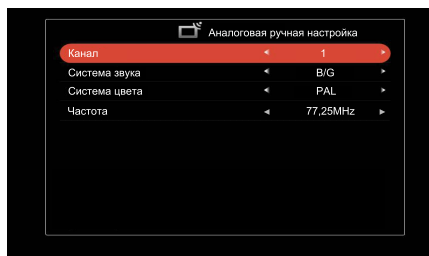 Аналоговая ручная настройка
Канал 1
Система звука B/G
Система цвета PAL
Частота 77,25MHz